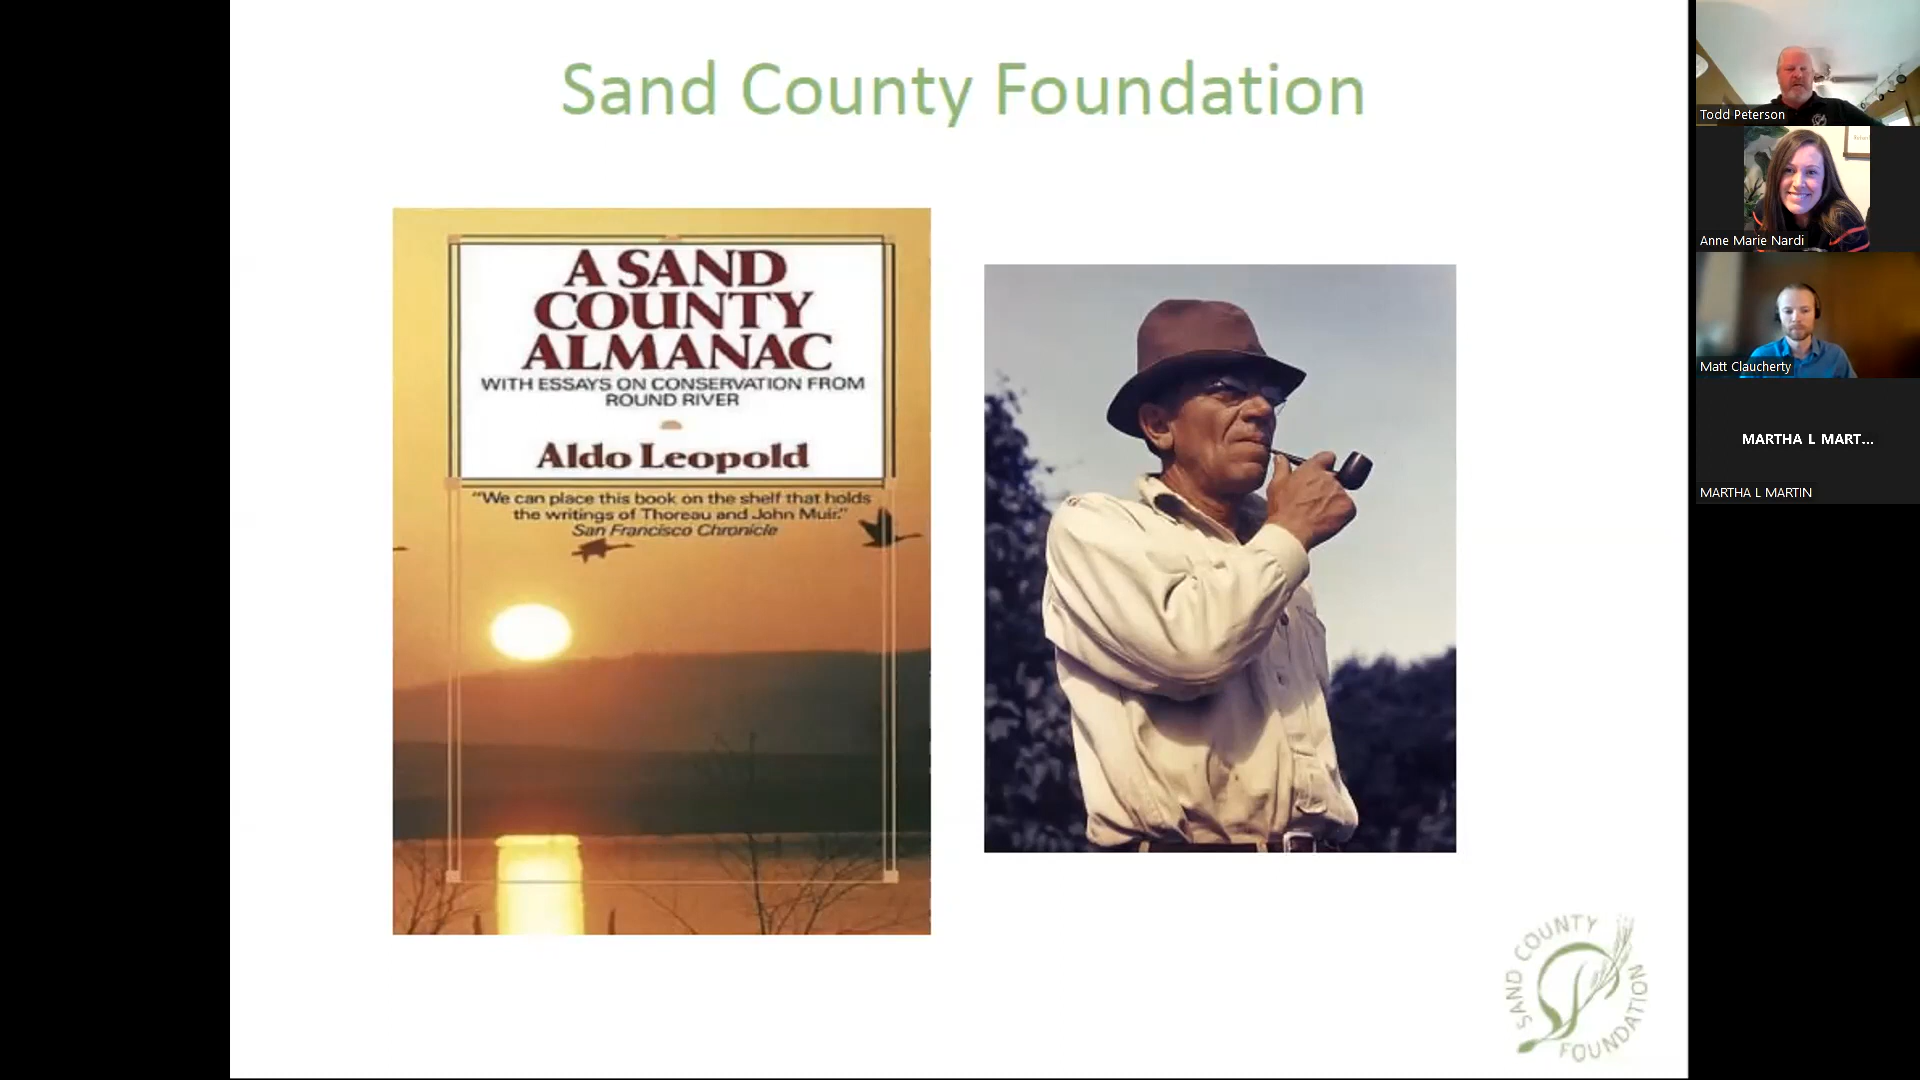 Sand County Foundation
A SAND
COUNTY
ALMANAC
WITH ESSAYS ON CONSERVATION FROM
ROUND RIVER
Aldo Leopold
"We can place this book on the shelf that holds
the writings of Thoreau and John Muir."
San Francisco Chronicle
SAND COUNTY FOUNDATION
Todd Peterson
Anne Marie Nardi
Matt Claucherty
MARTHA L MART...
MARTHA L MARTIN